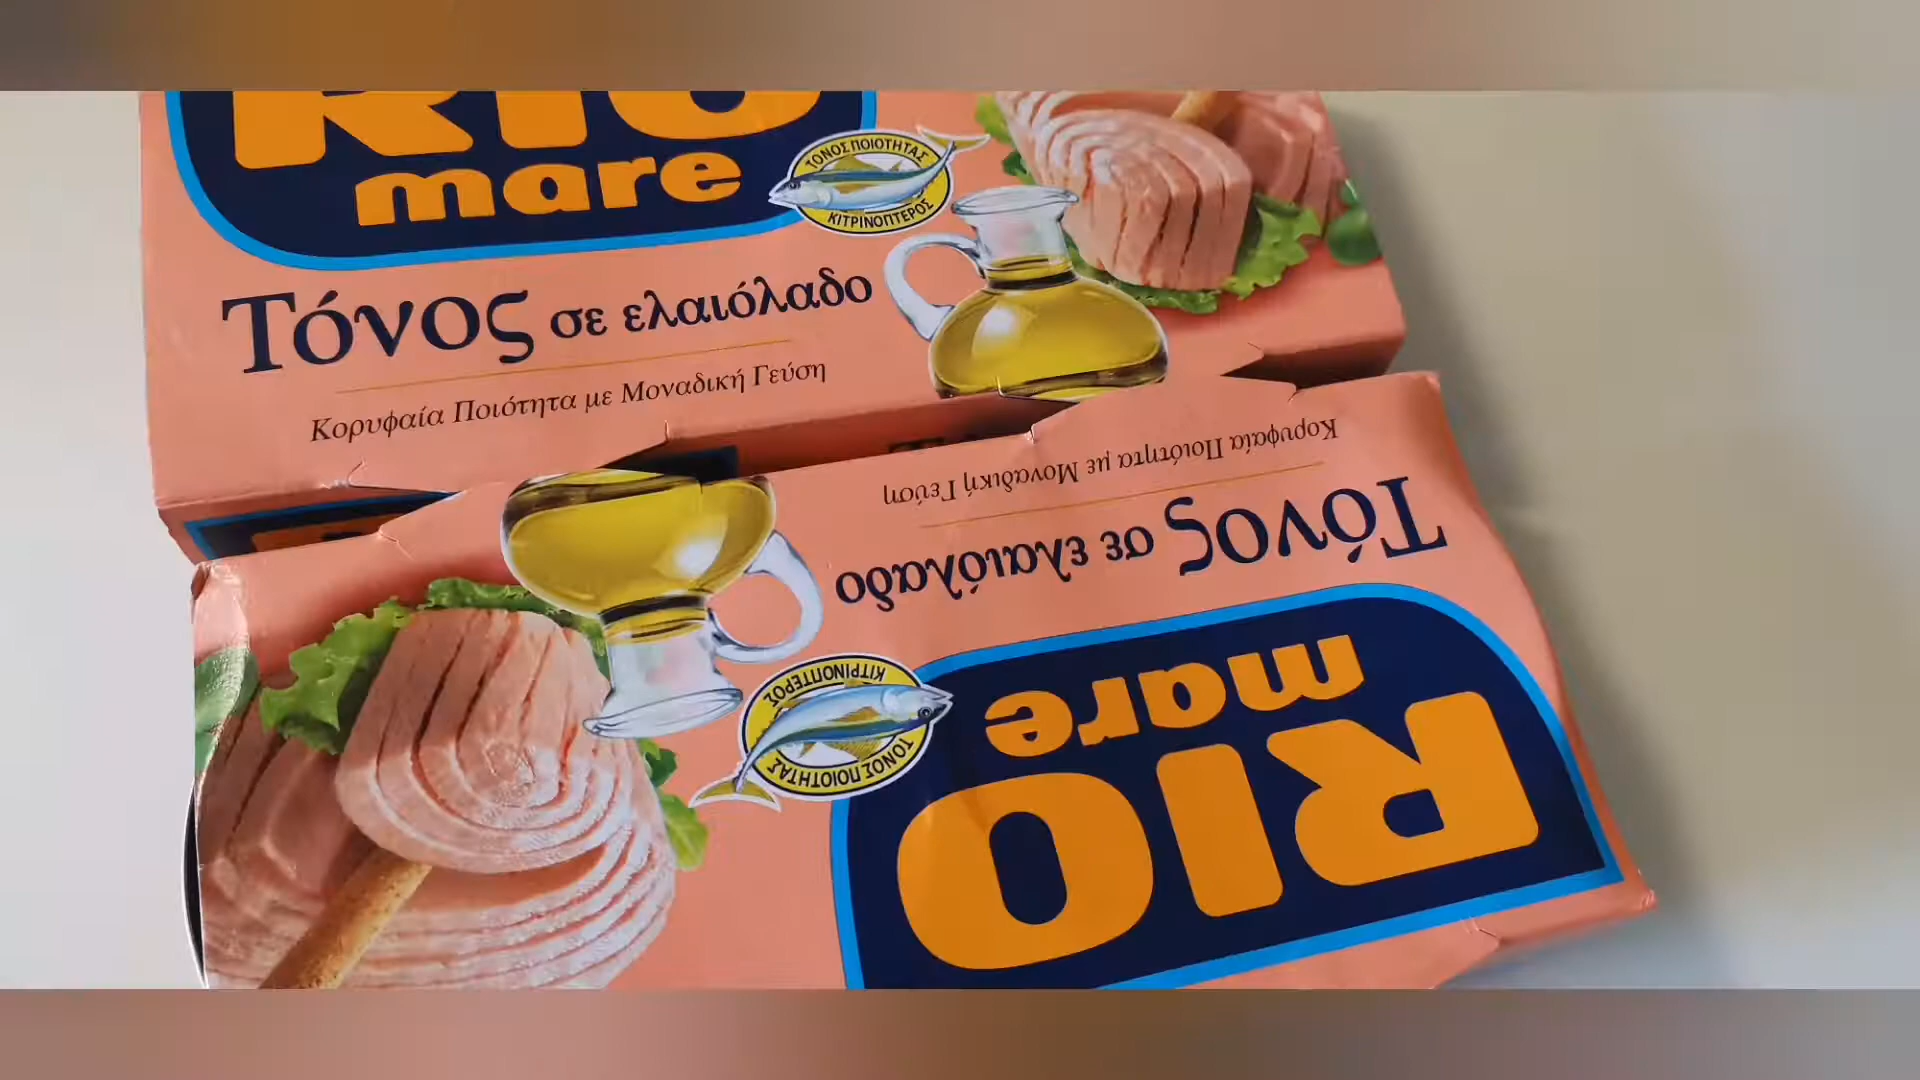 RIO
mare
ΤΟΝΟΣ ΠΟΙΟΤΗΤΑΣ
ΚΙΤΡΙΝΟΠΤΕΡΟΣ
Τόνος σε ελαιόλαδο
Κορυφαία Ποιότητα με Μοναδική Γεύση
Κορυφαία Ποιότητα με Μοναδική Γεύση
Τόνος σε ελαιόλαδο
ΚΙΤΡΙΝΟΠΤΕΡΟΣ
ΤΟΝΟΣ ΠΟΙΟΤΗΤΑΣ
mare
RIO